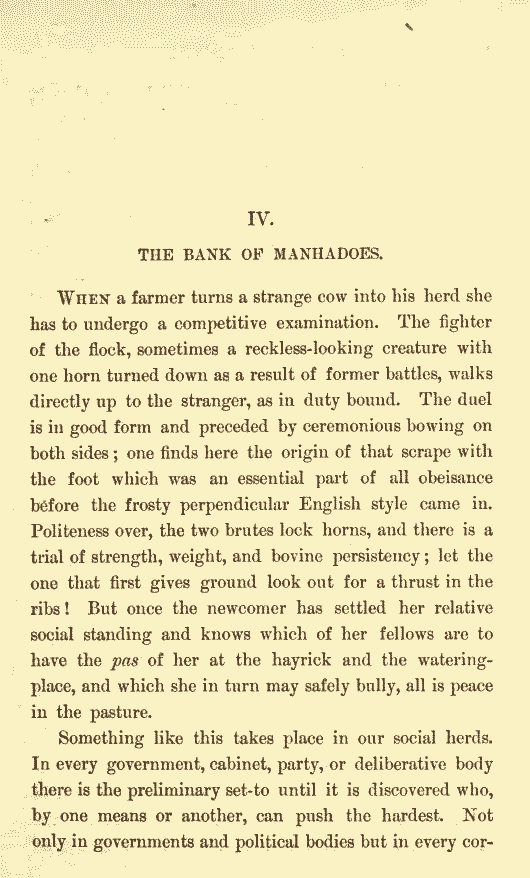 IV.
THE BANK OF MANHADOES.
WHEN a farmer turns a strange cow into his herd she
has to undergo a competitive examination. The fighter
of the flock, sometimes a reckless-looking creature with
one horn turned down as a result of former battles, walks
directly up to the stranger, as in duty bound. The duel
is in good form and preceded by ceremonious bowing on
both sides; one finds here the origin of that scrape with
the foot which was an essential part of all obeisance
before the frosty perpendicular English style came in.
Politeness over, the two brutes lock horns, and there is a
trial of strength, weight, and bovine persistency; let the
one that first gives ground look out for a thrust in the
ribs! But once the newcomer has settled her relative
social standing and knows which of her fellows are to
have the pas of her at the hayrick and the watering-
place, and which she in turn may safely bully, all is peace
in the pasture.
Something like this takes place in our social herds.
In every government, cabinet, party, or deliberative body
there is the preliminary set-to until it is discovered who,
by one means or another, can push the hardest. Not
only in governments and political bodies but in every cor-